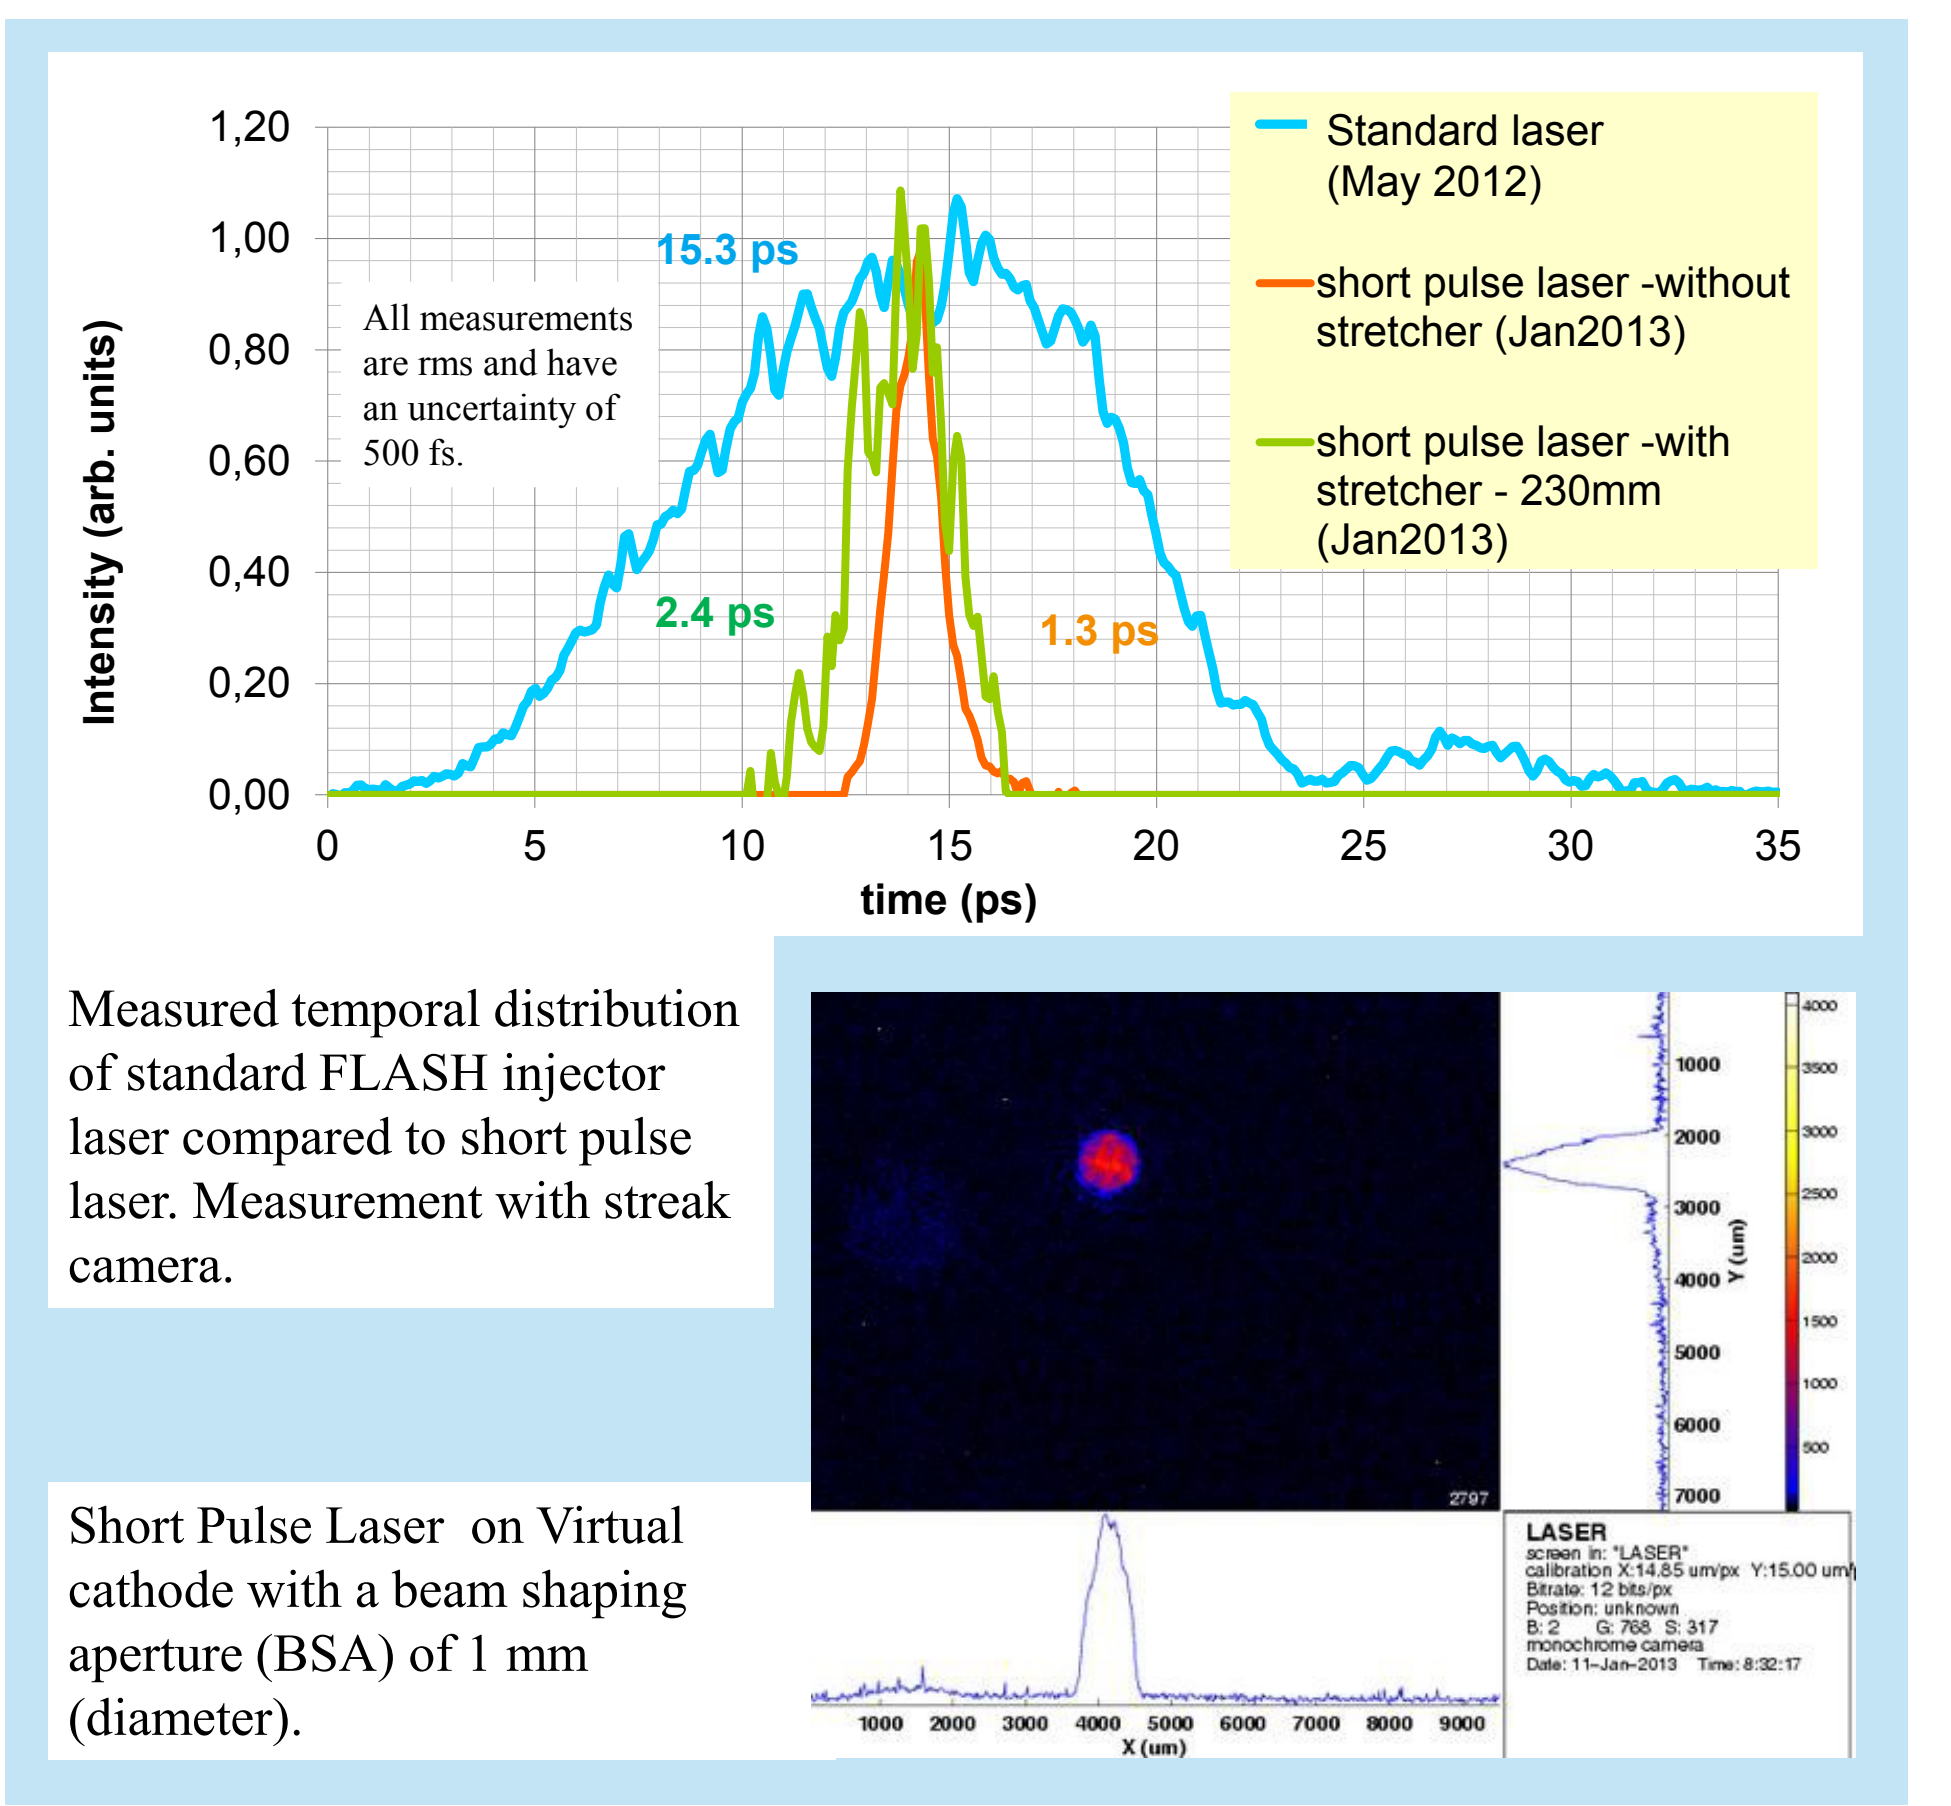 1,20
1,00
0,80
0,60
0,40
0,20
0,00
Intensity (arb. units)
0 5 10 15 20 25 30 35
time (ps)
15.3 ps
2.4 ps
1.3 ps
All measurements
are rms and have
an uncertainty of
500 fs.
Standard laser
(May 2012)
short pulse laser -without
stretcher (Jan2013)
short pulse laser -with
stretcher - 230mm
(Jan2013)
Measured temporal distribution
of standard FLASH injector
laser compared to short pulse
laser. Measurement with streak
camera.
2797
1000
2000
3000
4000
5000
6000
7000
Y (um)
4000
3500
3000
2500
2000
1500
1000
500
1000 2000 3000 4000 5000 6000 7000 8000 9000
X (um)
LASER
screen in: "LASER"
calibration X:14.85 um/px Y:15.00 um/
Bitrate: 12 bits/px
Position: unknown
B: 2 G: 768 S: 317
monochrome camera
Date: 11-Jan-2013 Time: 8:32:17
Short Pulse Laser on Virtual
cathode with a beam shaping
aperture (BSA) of 1 mm
(diameter).